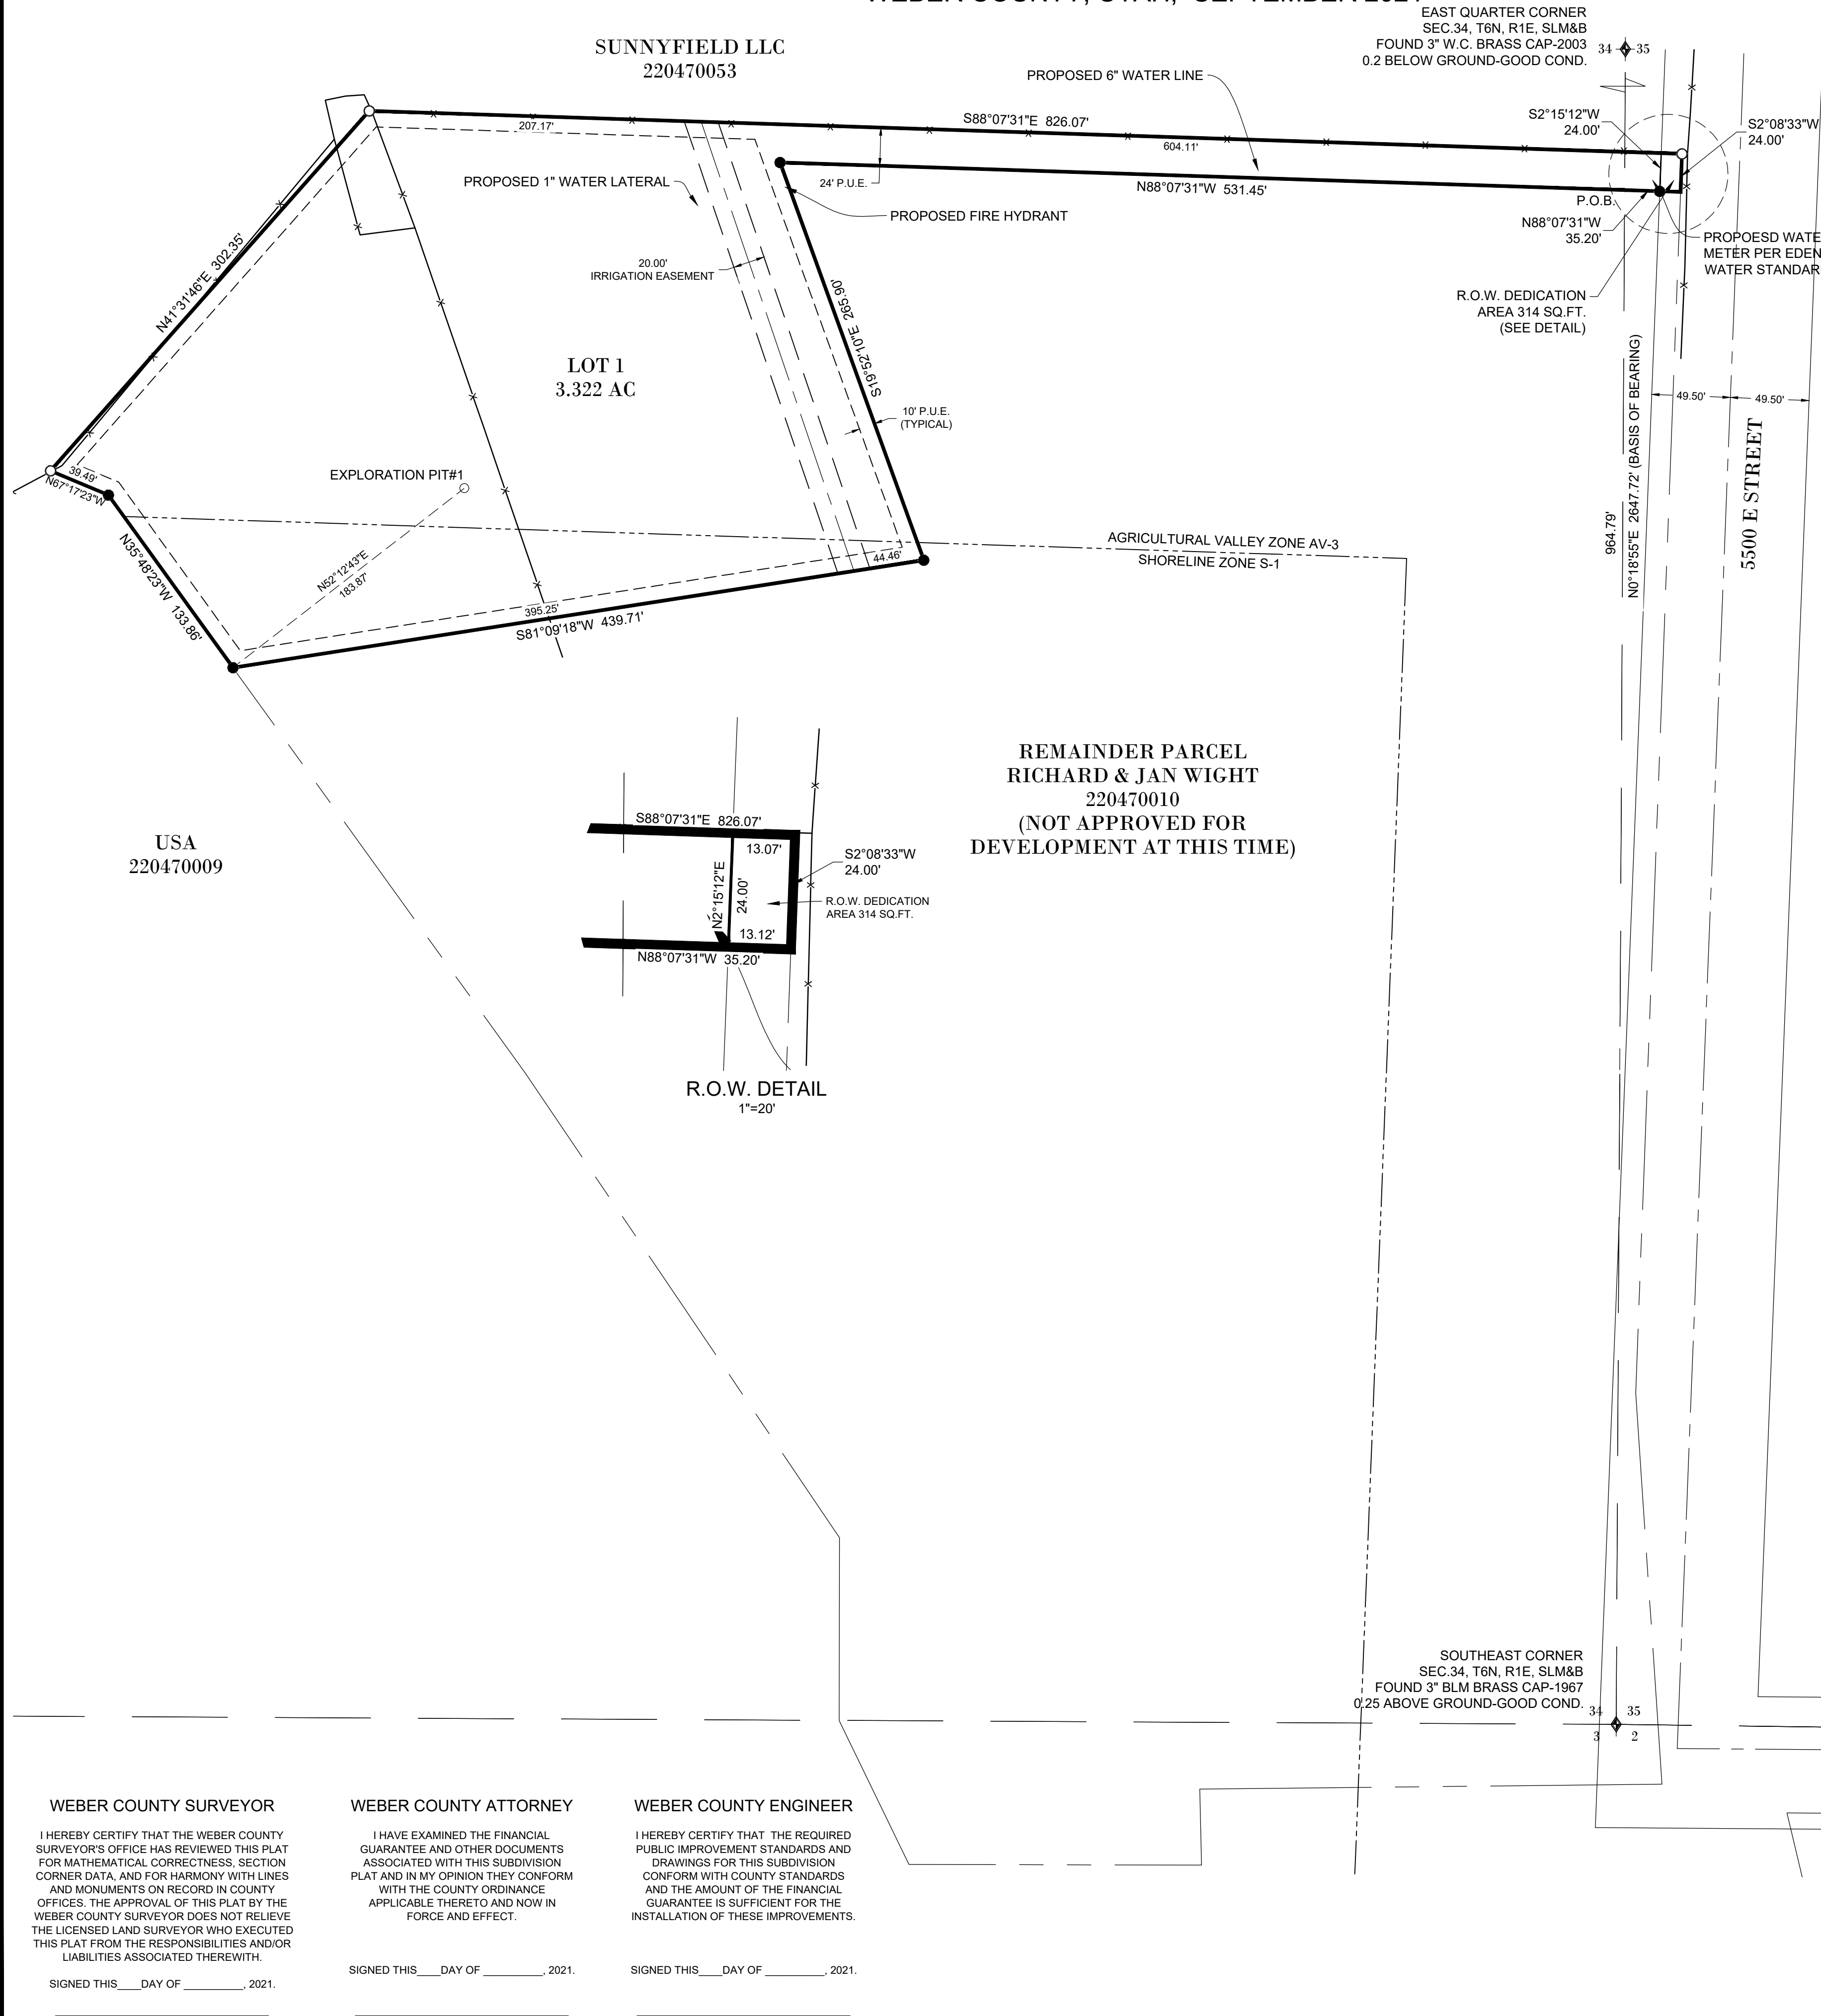 EAST QUARTER CORNER
SEC.34, T6N, R1E, SLM&B
FOUND 3" W.C. BRASS CAP-2003
0.2 BELOW GROUND-GOOD COND.
34 35
SUNNYFIELD LLC
220470053
PROPOSED 6" WATER LINE
S88°07'31"E 826.07'
207.17'
604.11'
S2°15'12"W
24.00'
S2°08'33"W
24.00'
PROPOSED 1" WATER LATERAL
24' P.U.E.
N88°07'31"W 531.45'
P.O.B.
PROPOSED FIRE HYDRANT
N88°07'31"W
35.20'
PROPOESD WATE
METER PER EDEN
WATER STANDAR
N41°31'46"E 302.35'
20.00'
IRRIGATION EASEMENT
S19°52'10"E 265.90'
R.O.W. DEDICATION
AREA 314 SQ.FT.
(SEE DETAIL)
LOT 1
3.322 AC
10' P.U.E.
(TYPICAL)
49.50'
49.50'
N0°18'55"E 2647.72' (BASIS OF BEARING)
964.79'
5500 E STREET
39.49'
N67°17'23"W
EXPLORATION PIT#1
N35°48'23"W 133.86'
N52°12'43"E
183.87'
AGRICULTURAL VALLEY ZONE AV-3
SHORELINE ZONE S-1
44.46'
395.25'
S81°09'18"W 439.71'
REMAINDER PARCEL
RICHARD & JAN WIGHT
220470010
(NOT APPROVED FOR
DEVELOPMENT AT THIS TIME)
USA
220470009
S88°07'31"E 826.07'
13.07'
S2°08'33"W
24.00'
N2°15'12"E
24.00'
R.O.W. DEDICATION
AREA 314 SQ.FT.
13.12'
N88°07'31"W 35.20'
R.O.W. DETAIL
1"=20'
SOUTHEAST CORNER
SEC.34, T6N, R1E, SLM&B
FOUND 3" BLM BRASS CAP-1967
0.25 ABOVE GROUND-GOOD COND.
34 35
3 2
WEBER COUNTY SURVEYOR
I HEREBY CERTIFY THAT THE WEBER COUNTY
SURVEYOR'S OFFICE HAS REVIEWED THIS PLAT
FOR MATHEMATICAL CORRECTNESS, SECTION
CORNER DATA, AND FOR HARMONY WITH LINES
AND MONUMENTS ON RECORD IN COUNTY
OFFICES. THE APPROVAL OF THIS PLAT BY THE
WEBER COUNTY SURVEYOR DOES NOT RELIEVE
THE LICENSED LAND SURVEYOR WHO EXECUTED
THIS PLAT FROM THE RESPONSIBILITIES AND/OR
LIABILITIES ASSOCIATED THEREWITH.
SIGNED THIS____DAY OF _________, 2021.
WEBER COUNTY ATTORNEY
I HAVE EXAMINED THE FINANCIAL
GUARANTEE AND OTHER DOCUMENTS
ASSOCIATED WITH THIS SUBDIVISION
PLAT AND IN MY OPINION THEY CONFORM
WITH THE COUNTY ORDINANCE
APPLICABLE THERETO AND NOW IN
FORCE AND EFFECT.
SIGNED THIS____DAY OF _________, 2021.
WEBER COUNTY ENGINEER
I HEREBY CERTIFY THAT THE REQUIRED
PUBLIC IMPROVEMENT STANDARDS AND
DRAWINGS FOR THIS SUBDIVISION
CONFORM WITH COUNTY STANDARDS
AND THE AMOUNT OF THE FINANCIAL
GUARANTEE IS SUFFICIENT FOR THE
INSTALLATION OF THESE IMPROVEMENTS.
SIGNED THIS____DAY OF _________, 2021.